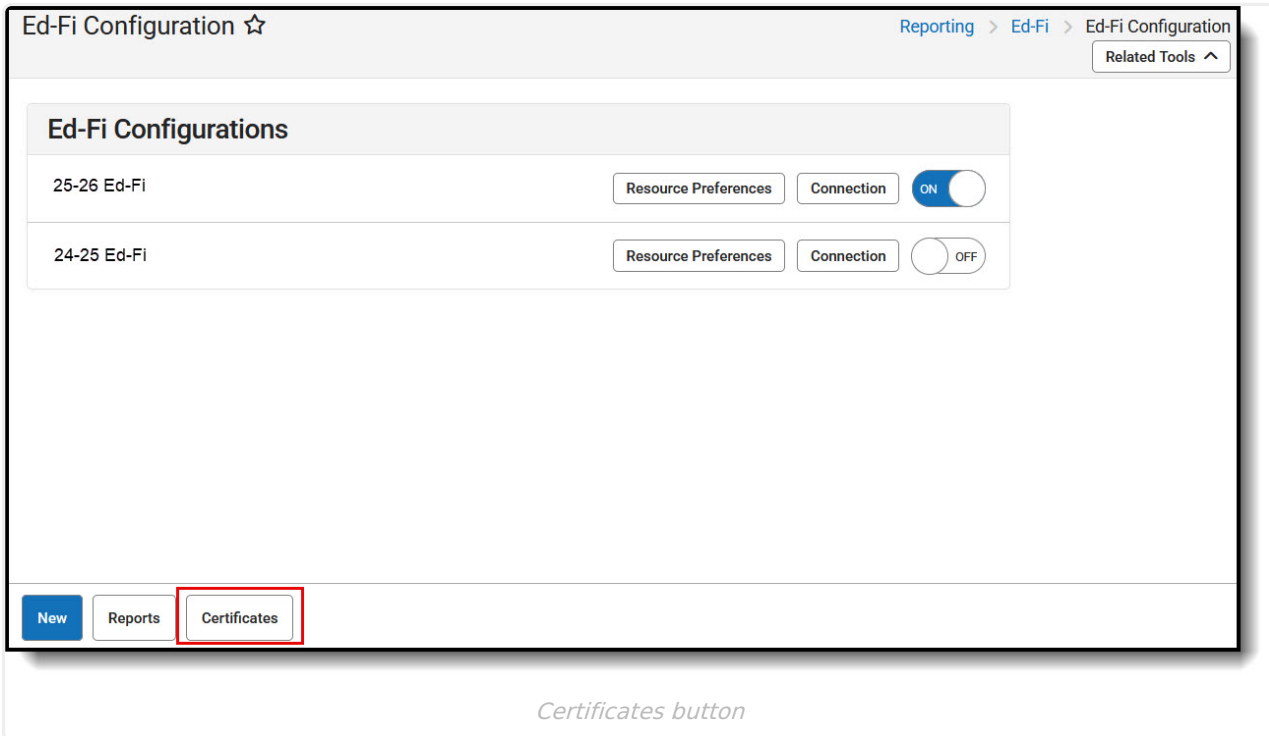 Ed-Fi Configuration
Reporting > Ed-Fi > Ed-Fi Configuration
Related Tools
Ed-Fi Configurations
25-26 Ed-Fi Resource Preferences Connection ON
24-25 Ed-Fi Resource Preferences Connection OFF
New Reports Certificates
Certificates button